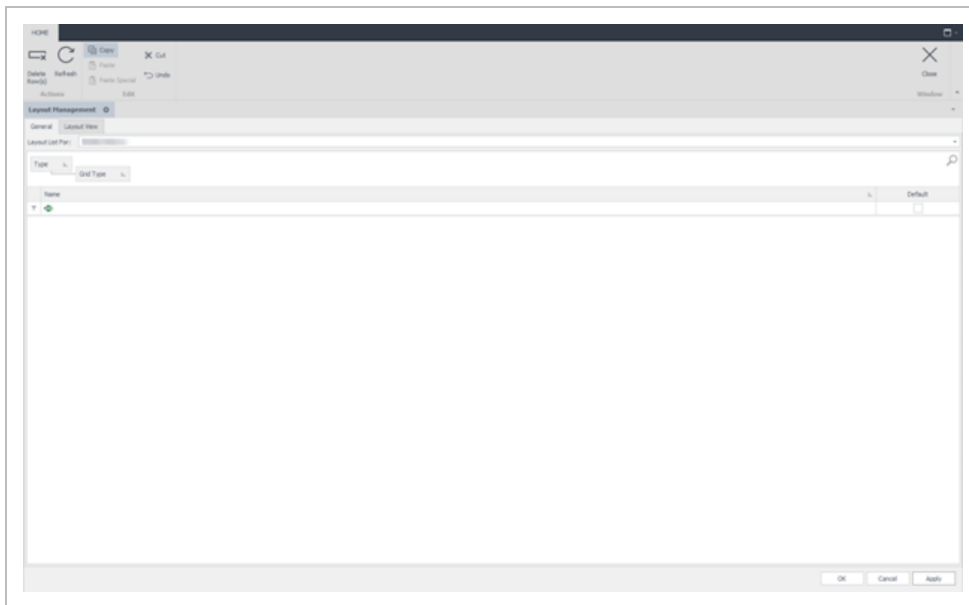 HOME
Delete Row(s)
Refresh
Copy
Paste
Paste Special
Cut
Undo
Close
Actions
Edit
Window
Layout Management
General
Layout View
Layout List For:
Type
Grid Type
Name
Default
OK
Cancel
Apply